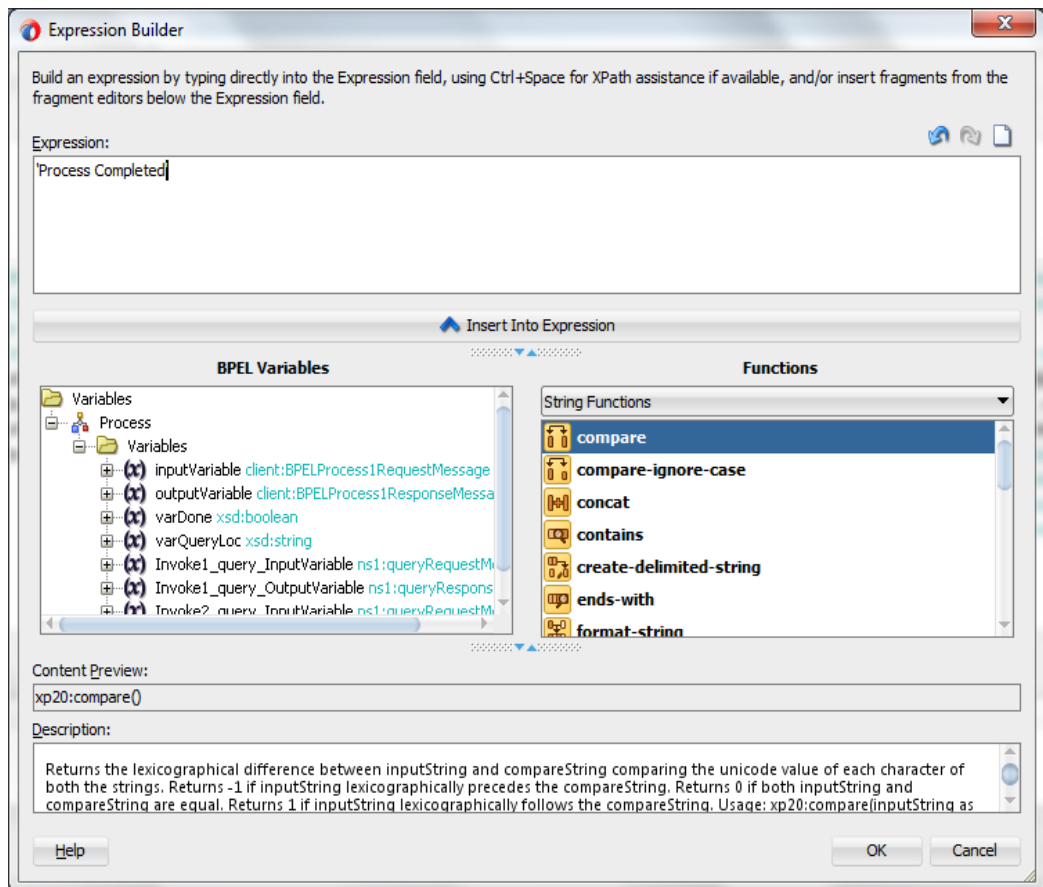 Expression Builder
Build an expression by typing directly into the Expression field, using Ctrl+Space for XPath assistance if available, and/or insert fragments from the
fragment editors below the Expression field.
Expression:
'Process Completed
Insert Into Expression
BPEL Variables
Variables
Process
Variables
(x) inputVariable client:BPELProcess1RequestMessage
(x) outputVariable client:BPELProcess1ResponseMessa
(x) varDone xsd:boolean
(x) varQueryLoc xsd:string
(x) Invoke1_query_InputVariable ns1:queryRequestM
(x) Invoke1_query_OutputVariable ns1:queryRespons
(x) Invoke2_query_InputVariable ns1:queryRequestM
Functions
String Functions
compare
compare-ignore-case
concat
contains
create-delimited-string
ends-with
format-string
Content Preview:
xp20:compare()
Description:
Returns the lexicographical difference between inputString and compareString comparing the unicode value of each character of
both the strings. Returns -1 if inputString lexicographically precedes the compareString. Returns 0 if both inputString and
compareString are equal. Returns 1 if inputString lexicographically follows the compareString. Usage: xp20:compare(inputString as
Help
OK
Cancel